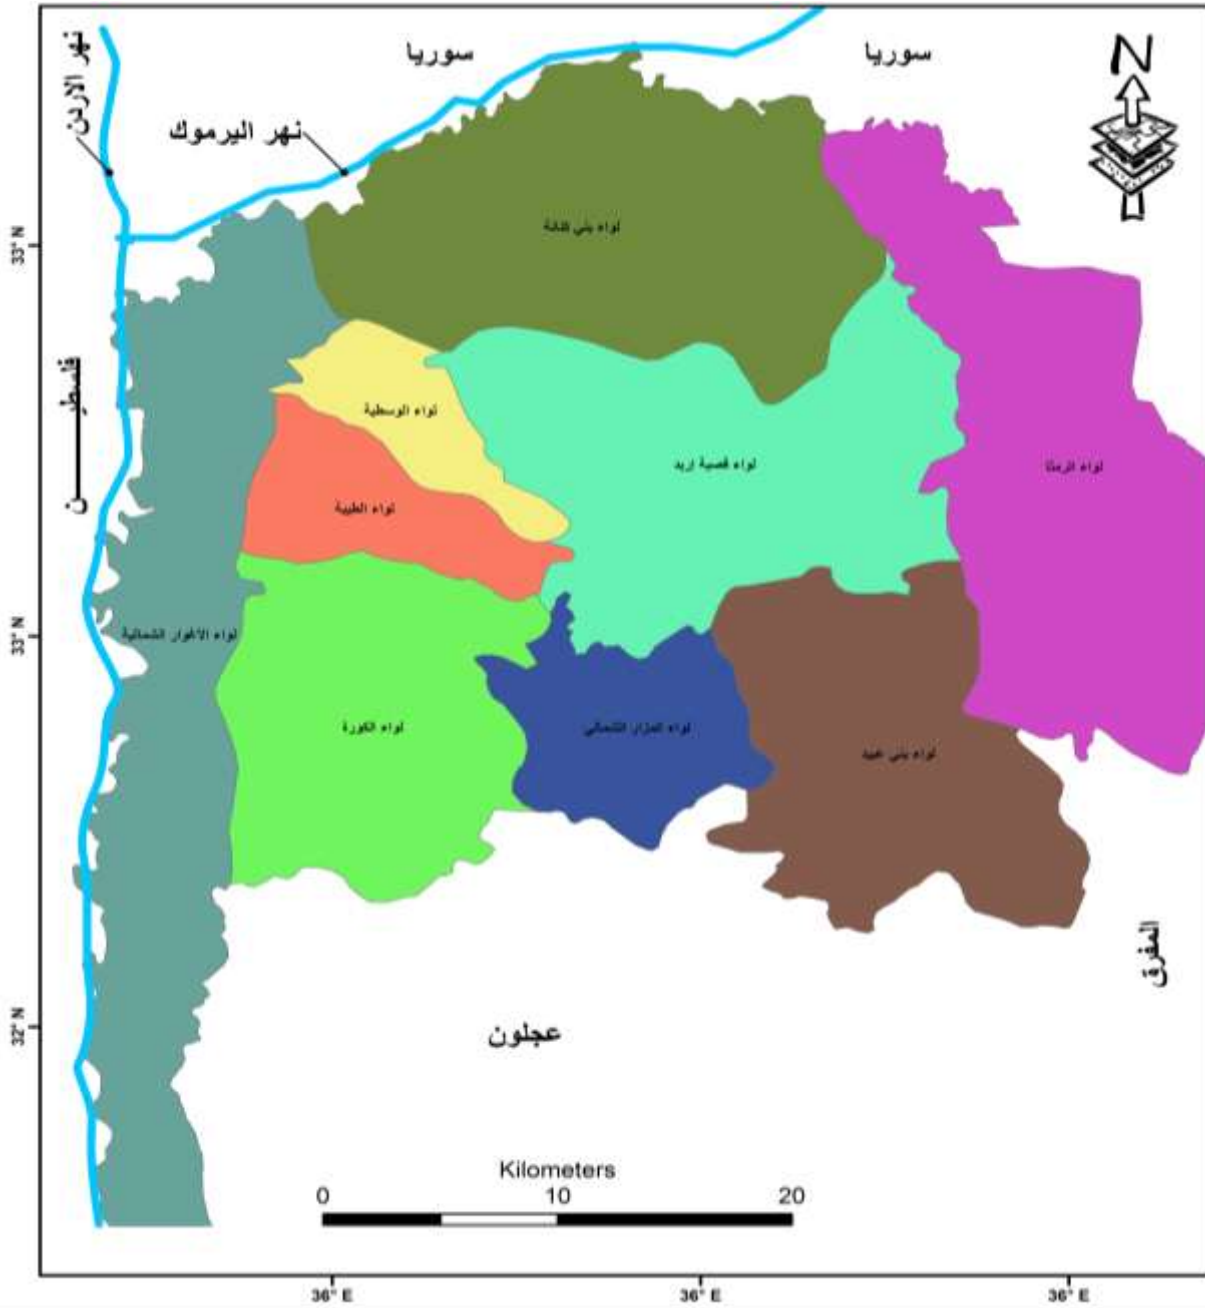 سوريا
سوريا
N
نهر الاردن
نهر اليرموك
33° N
لواء بني كنانة
فلسطين
لواء الوسطية
لواء قصبة اربد
لواء الرمثا
لواء الطيبة
33° N
لواء الأغوار الشمالية
لواء الكورة
لواء المزار الشمالي
لواء بني عبيد
المفرق
32° N
عجلون
Kilometers
0 10 20
36° E 36° E 36° E